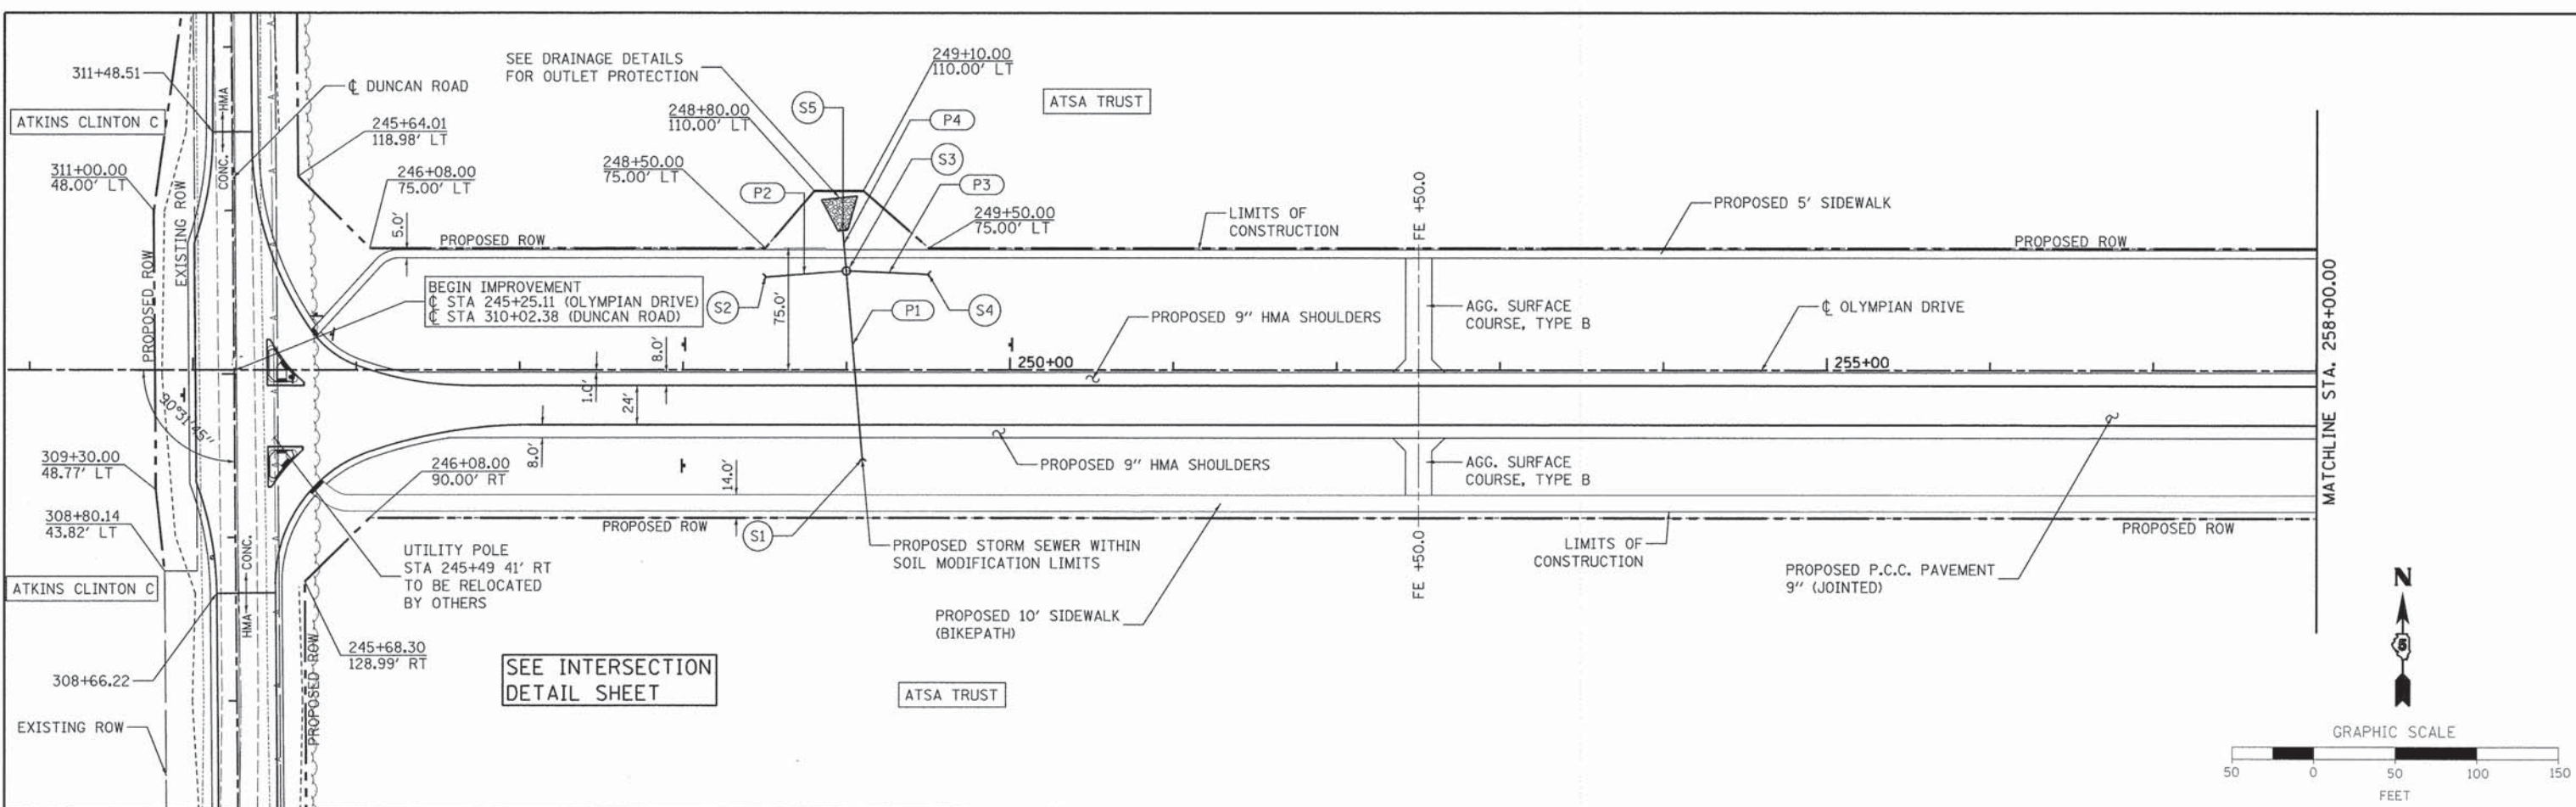 311+48.51
ATKINS CLINTON C
311+00.00
48.00' LT
PROPOSED ROW
EXISTING ROW
CONC.
HMA
℄ DUNCAN ROAD
245+64.01
118.98' LT
246+08.00
75.00' LT
5.0'
PROPOSED ROW
SEE DRAINAGE DETAILS
FOR OUTLET PROTECTION
248+80.00
110.00' LT
248+50.00
75.00' LT
S5
249+10.00
110.00' LT
P4
S3
P3
P2
249+50.00
75.00' LT
ATSA TRUST
LIMITS OF
CONSTRUCTION
FE +50.0
PROPOSED 5' SIDEWALK
PROPOSED ROW
BEGIN IMPROVEMENT
℄ STA 245+25.11 (OLYMPIAN DRIVE)
℄ STA 310+02.38 (DUNCAN ROAD)
S2
75.0'
P1
S4
PROPOSED 9" HMA SHOULDERS
AGG. SURFACE
COURSE, TYPE B
℄ OLYMPIAN DRIVE
MATCHLINE STA. 258+00.00
8.0'
1.0'
24'
250+00
255+00
90°31'45"
309+30.00
48.77' LT
308+80.14
43.82' LT
ATKINS CLINTON C
308+66.22
EXISTING ROW
CONC.
HMA
246+08.00
90.00' RT
8.0'
14.0'
PROPOSED ROW
S1
PROPOSED 9" HMA SHOULDERS
AGG. SURFACE
COURSE, TYPE B
PROPOSED ROW
UTILITY POLE
STA 245+49 41' RT
TO BE RELOCATED
BY OTHERS
PROPOSED STORM SEWER WITHIN
SOIL MODIFICATION LIMITS
LIMITS OF
CONSTRUCTION
FE +50.0
PROPOSED P.C.C. PAVEMENT
9" (JOINTED)
PROPOSED 10' SIDEWALK
(BIKEPATH)
PROPOSED ROW
245+68.30
128.99' RT
SEE INTERSECTION
DETAIL SHEET
ATSA TRUST
N
5
GRAPHIC SCALE
50 0 50 100 150
FEET